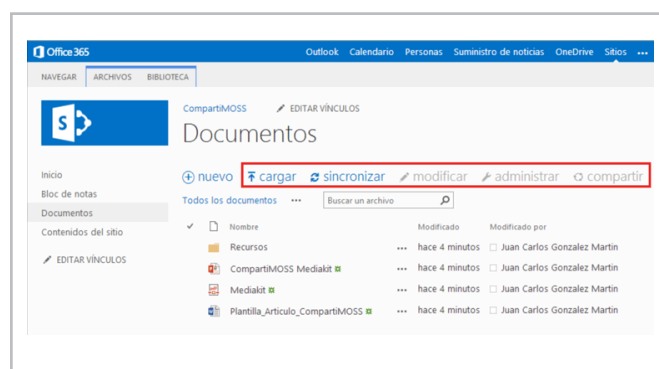 Office 365 Outlook Calendario Personas Suministro de noticias OneDrive Sitios ...
NAVEGAR ARCHIVOS BIBLIOTECA
CompartiMOSS EDITAR VÍNCULOS
S
Documentos
Inicio
nuevo cargar sincronizar modificar administrar compartir
Bloc de notas
Todos los documentos ... Buscar un archivo
Documentos
Contenidos del sitio
Nombre Modificado Modificado por
Recursos ... hace 4 minutos Juan Carlos Gonzalez Martin
EDITAR VÍNCULOS
CompartiMOSS Mediakit ... hace 4 minutos Juan Carlos Gonzalez Martin
Mediakit ... hace 4 minutos Juan Carlos Gonzalez Martin
Plantilla_Articulo_CompartiMOSS ... hace 4 minutos Juan Carlos Gonzalez Martin